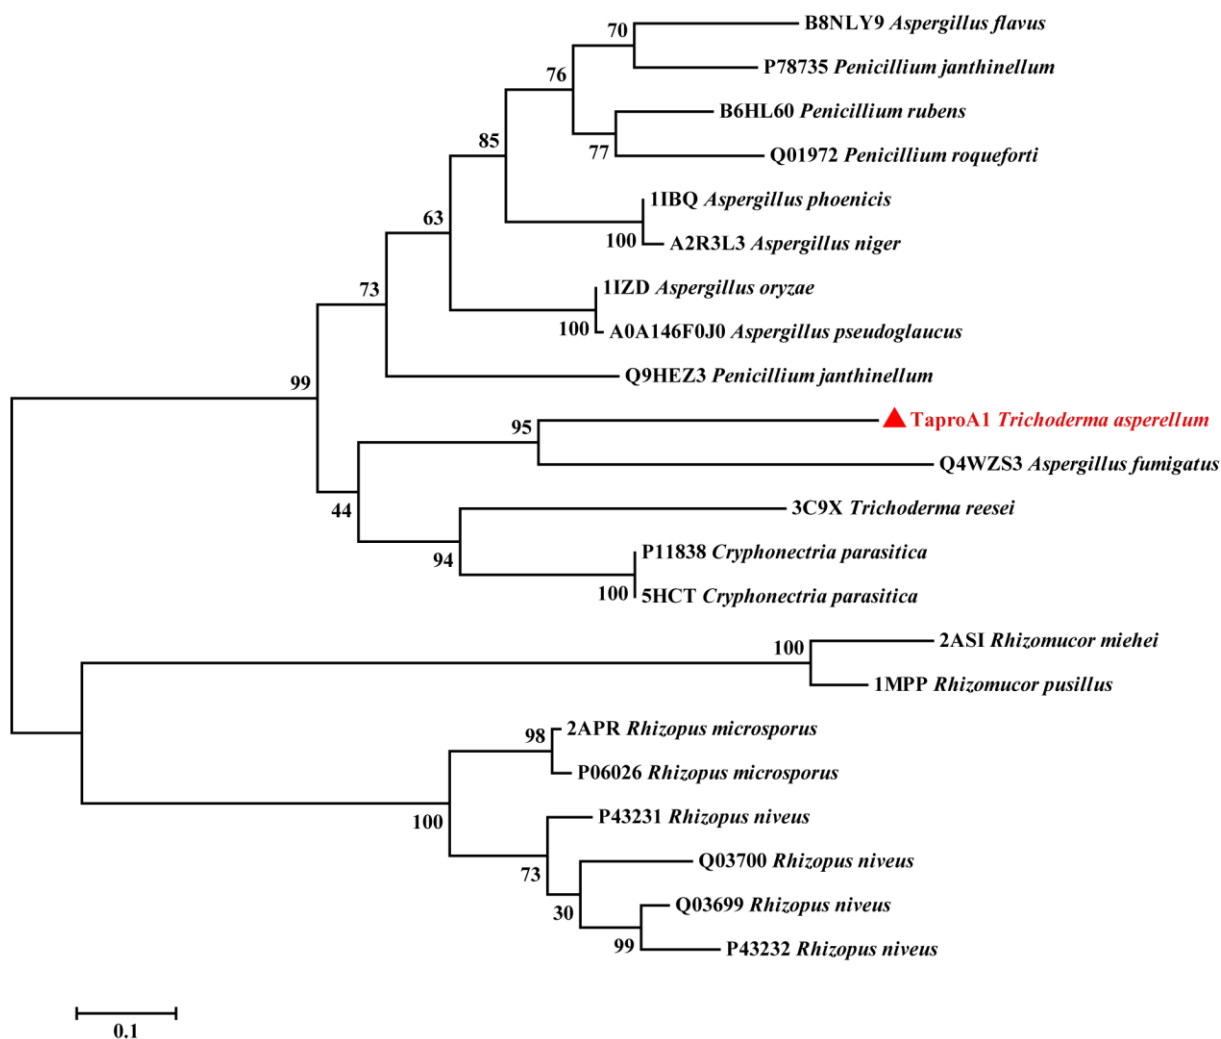 B8NLY9 Aspergillus flavus
70
P78735 Penicillium janthinellum
76
B6HL60 Penicillium rubens
85
77
Q01972 Penicillium roqueforti
1IBQ Aspergillus phoenicis
63
100
A2R3L3 Aspergillus niger
73
1IZD Aspergillus oryzae
100
A0A146F0J0 Aspergillus pseudoglaucus
99
Q9HEZ3 Penicillium janthinellum
95
TaproA1 Trichoderma asperellum
Q4WZS3 Aspergillus fumigatus
44
3C9X Trichoderma reesei
94
P11838 Cryphonectria parasitica
100
5HCT Cryphonectria parasitica
100
2ASI Rhizomucor miehei
1MPP Rhizomucor pusillus
98
2APR Rhizopus microsporus
P06026 Rhizopus microsporus
100
P43231 Rhizopus niveus
73
Q03700 Rhizopus niveus
30
Q03699 Rhizopus niveus
99
P43232 Rhizopus niveus
0.1